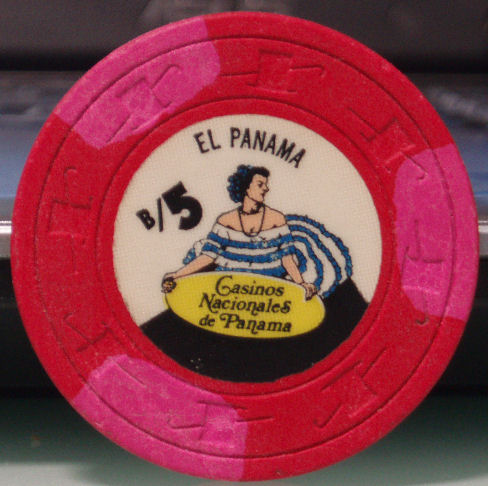 EL PANAMA
B/5
Casinos
Nacionales
de Panama